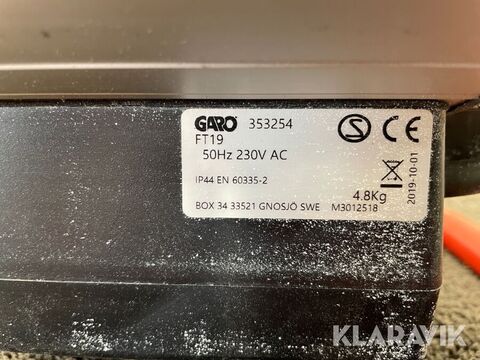 GARO 353254
FT19
50Hz 230V AC
IP44 EN 60335-2
4.8Kg
BOX 34 33521 GNOSJÖ SWE M3012518
CE
2019-10-01
KLARAVIK